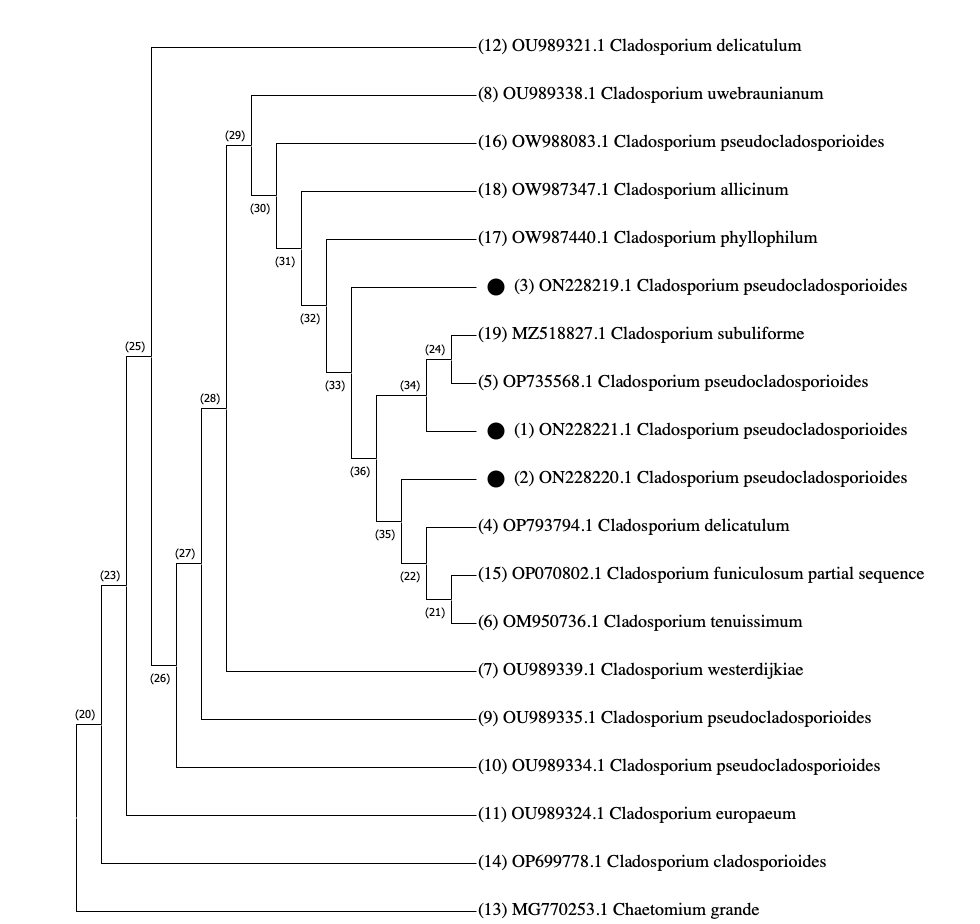 (12) OU989321.1 Cladosporium delicatulum
(8) OU989338.1 Cladosporium uwebraunianum
(29)
(16) OW988083.1 Cladosporium pseudocladosporioides
(18) OW987347.1 Cladosporium allicinum
(30)
(17) OW987440.1 Cladosporium phyllophilum
(31)
(3) ON228219.1 Cladosporium pseudocladosporioides
(32)
(19) MZ518827.1 Cladosporium subuliforme
(25)
(24)
(5) OP735568.1 Cladosporium pseudocladosporioides
(33)
(34)
(28)
(1) ON228221.1 Cladosporium pseudocladosporioides
(36)
(2) ON228220.1 Cladosporium pseudocladosporioides
(4) OP793794.1 Cladosporium delicatulum
(35)
(27)
(23)
(22)
(15) OP070802.1 Cladosporium funiculosum partial sequence
(21)
(6) OM950736.1 Cladosporium tenuissimum
(7) OU989339.1 Cladosporium westerdijkiae
(26)
(20)
(9) OU989335.1 Cladosporium pseudocladosporioides
(10) OU989334.1 Cladosporium pseudocladosporioides
(11) OU989324.1 Cladosporium europaeum
(14) OP699778.1 Cladosporium cladosporioides
(13) MG770253.1 Chaetomium grande